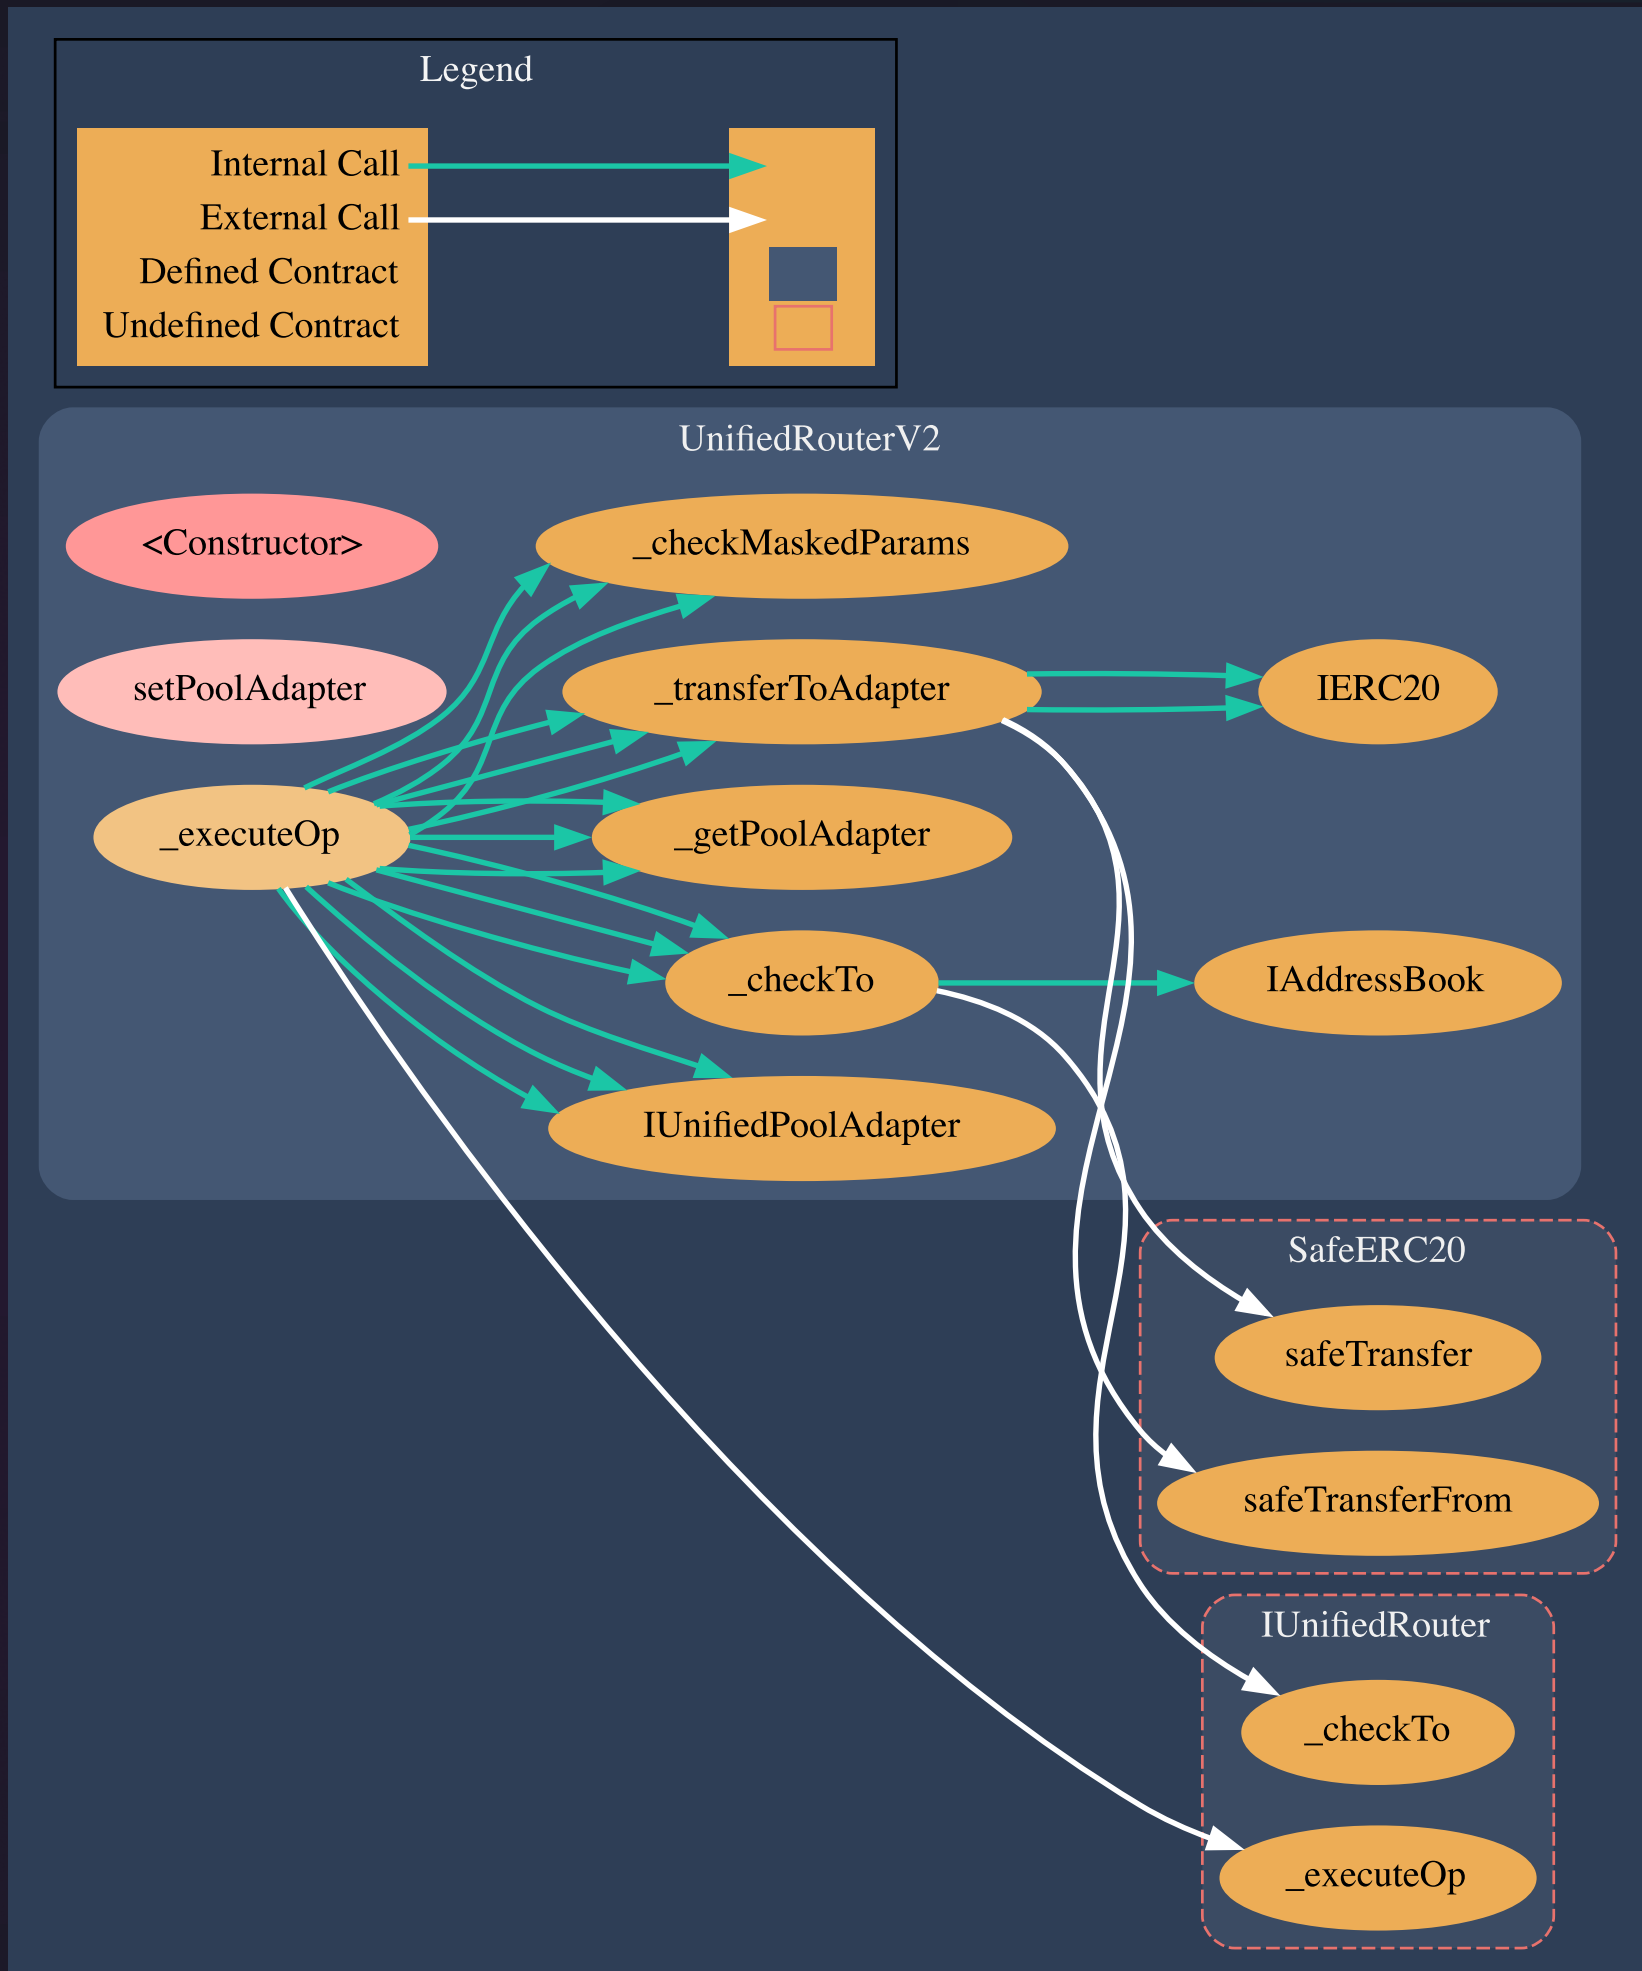 Legend
Internal Call
External Call
Defined Contract
Undefined Contract
UnifiedRouterV2
<Constructor>
_checkMaskedParams
setPoolAdapter
_transferToAdapter
IERC20
_executeOp
_getPoolAdapter
_checkTo
IAddressBook
IUnifiedPoolAdapter
SafeERC20
safeTransfer
safeTransferFrom
IUnifiedRouter
_checkTo
_executeOp